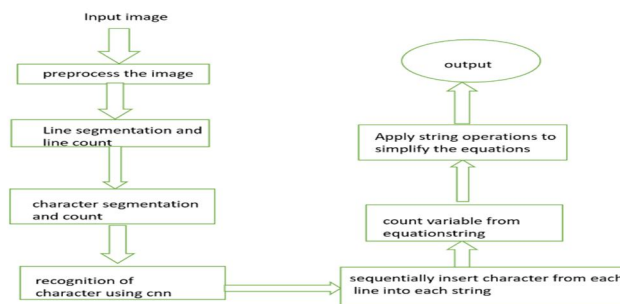 Input image
preprocess the image
Line segmentation and
line count
character segmentation
and count
recognition of
character using cnn
sequentially insert character from each
line into each string
count variable from
equationstring
Apply string operations to
simplify the equations
output